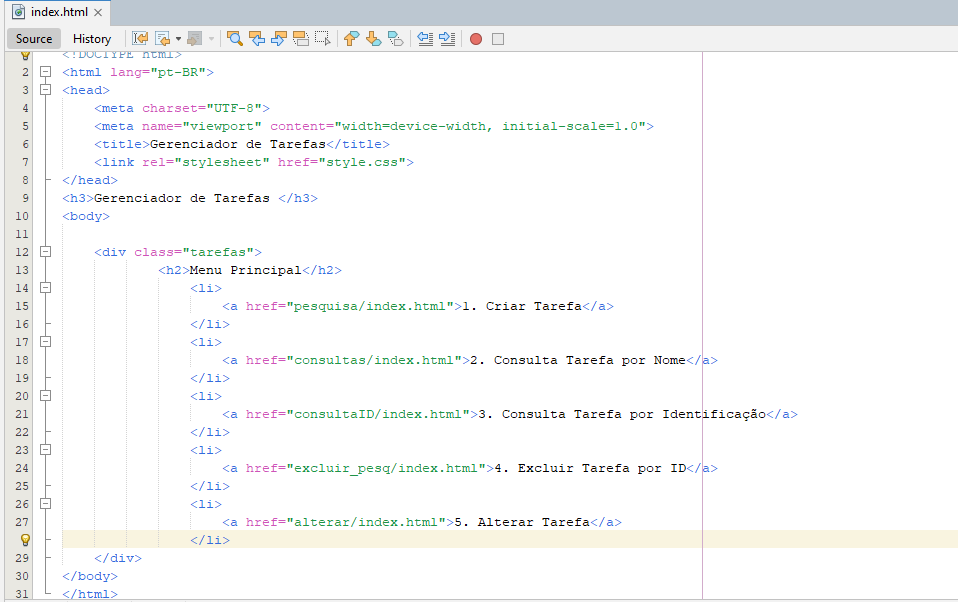 index.html
Source History
<!DOCTYPE html>
2 <html lang="pt-BR">
3 <head>
4 <meta charset="UTF-8">
5 <meta name="viewport" content="width=device-width, initial-scale=1.0">
6 <title>Gerenciador de Tarefas</title>
7 <link rel="stylesheet" href="style.css">
8 </head>
9 <h3>Gerenciador de Tarefas </h3>
10 <body>
11
12 <div class="tarefas">
13 <h2>Menu Principal</h2>
14 <li>
15 <a href="pesquisa/index.html">1. Criar Tarefa</a>
16 </li>
17 <li>
18 <a href="consultas/index.html">2. Consulta Tarefa por Nome</a>
19 </li>
20 <li>
21 <a href="consultaID/index.html">3. Consulta Tarefa por Identificação</a>
22 </li>
23 <li>
24 <a href="excluir_pesq/index.html">4. Excluir Tarefa por ID</a>
25 </li>
26 <li>
27 <a href="alterar/index.html">5. Alterar Tarefa</a>
</li>
29 </div>
30 </body>
31 </html>